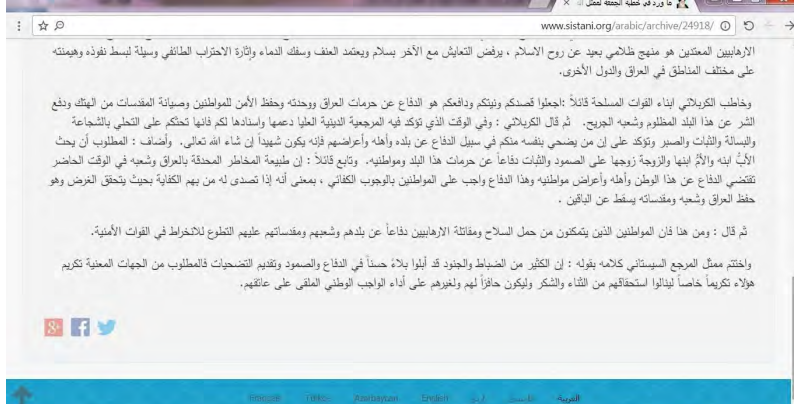 ما ورد في خطبة الجمعة لممثل
www.sistani.org/arabic/archive/24918/
الارهابيين المعتدين هو منهج ظلامي بعيد عن روح الاسلام ، يرفض التعايش مع الآخر بسلام ويعتمد العنف وسفك الدماء وإثارة الاحتراب الطائفي وسيلة لبسط نفوذه وهيمنته
على مختلف المناطق في العراق والدول الأخرى.
وخاطب الكربلائي ابناء القوات المسلحة قائلاً :اجعلوا قصدكم ونيتكم ودافعكم هو الدفاع عن حرمات العراق ووحدته وحفظ الأمن للمواطنين وصيانة المقدسات من الهتك ودفع
الشر عن هذا البلد المظلوم وشعبه الجريح. ثم قال الكربلائي : وفي الوقت الذي تؤكد فيه المرجعية الدينية العليا دعمها واسنادها لكم فانها تحثكم على التحلي بالشجاعة
والبسالة والثبات والصبر وتؤكد على إن من يضحي بنفسه منكم في سبيل الدفاع عن بلده وأهله وأعراضهم فإنه يكون شهيداً إن شاء الله تعالى. وأضاف : المطلوب أن يحث
الأبُ ابنه والأمُ ابنها والزوجة زوجها على الصمود والثبات دفاعاً عن حرمات هذا البلد ومواطنيه. وتابع قائلاً : إن طبيعة المخاطر المحدقة بالعراق وشعبه في الوقت الحاضر
تقتضي الدفاع عن هذا الوطن وأهله وأعراض مواطنيه وهذا الدفاع واجب على المواطنين بالوجوب الكفائي ، بمعنى أنه إذا تصدى له من بهم الكفاية بحيث يتحقق الغرض وهو
حفظ العراق وشعبه ومقدساته يسقط عن الباقين .
ثم قال : ومن هنا فان المواطنين الذين يتمكنون من حمل السلاح ومقاتلة الارهابيين دفاعاً عن بلدهم وشعبهم ومقدساتهم عليهم التطوع للانخراط في القوات الأمنية.
واختتم ممثل المرجع السيستاني كلامه بقوله : إن الكثير من الضباط والجنود قد أبلوا بلاءً حسناً في الدفاع والصمود وتقديم التضحيات فالمطلوب من الجهات المعنية تكريم
هؤلاء تكريماً خاصاً لينالوا استحقاقهم من الثناء والشكر وليكون حافزاً لهم ولغيرهم على أداء الواجب الوطني الملقى على عاتقهم.
العربية فارسی اردو English Azərbaycan Türkçe Français